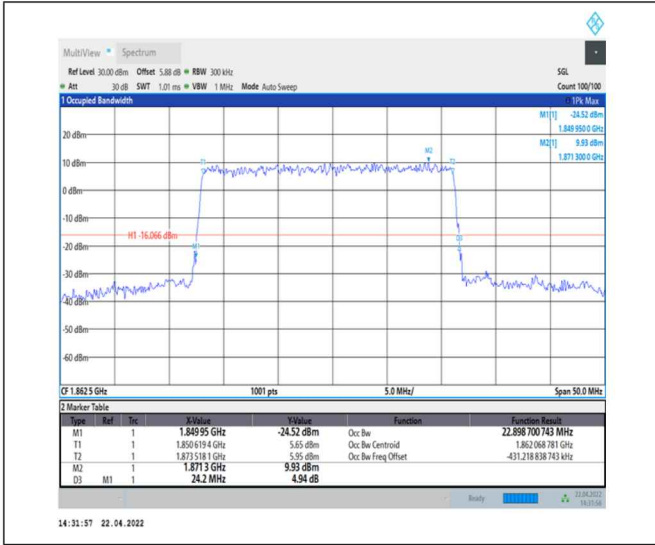 MultiView Spectrum
Ref Level 30.00 dBm Offset 5.88 dB RBW 300 kHz SGL
Att 30 dB SWT 1.01 ms VBW 1 MHz Mode Auto Sweep Count 100/100
1 Occupied Bandwidth 1Pk Max
M1[1] -24.52 dBm
1.849 950 0 GHz
M2[1] 9.93 dBm
1.871 300 0 GHz
20 dBm
M2
10 dBm
T1 T2
0 dBm
-10 dBm
H1 -16.066 dBm
-20 dBm
M1 D3
-30 dBm
-40 dBm
-50 dBm
-60 dBm
CF 1.862 5 GHz 1001 pts 5.0 MHz/ Span 50.0 MHz
2 Marker Table
Type Ref Trc X-Value Y-Value Function Function Result
M1 1 1.849 95 GHz -24.52 dBm Occ Bw 22.898 700 743 MHz
T1 1 1.850 619 4 GHz 5.65 dBm Occ Bw Centroid 1.862 068 781 GHz
T2 1 1.873 518 1 GHz 5.95 dBm Occ Bw Freq Offset -431.218 838 743 kHz
M2 1 1.871 3 GHz 9.93 dBm
D3 M1 1 24.2 MHz 4.94 dB
Ready 22.04.2022
14:31:56
14:31:57 22.04.2022